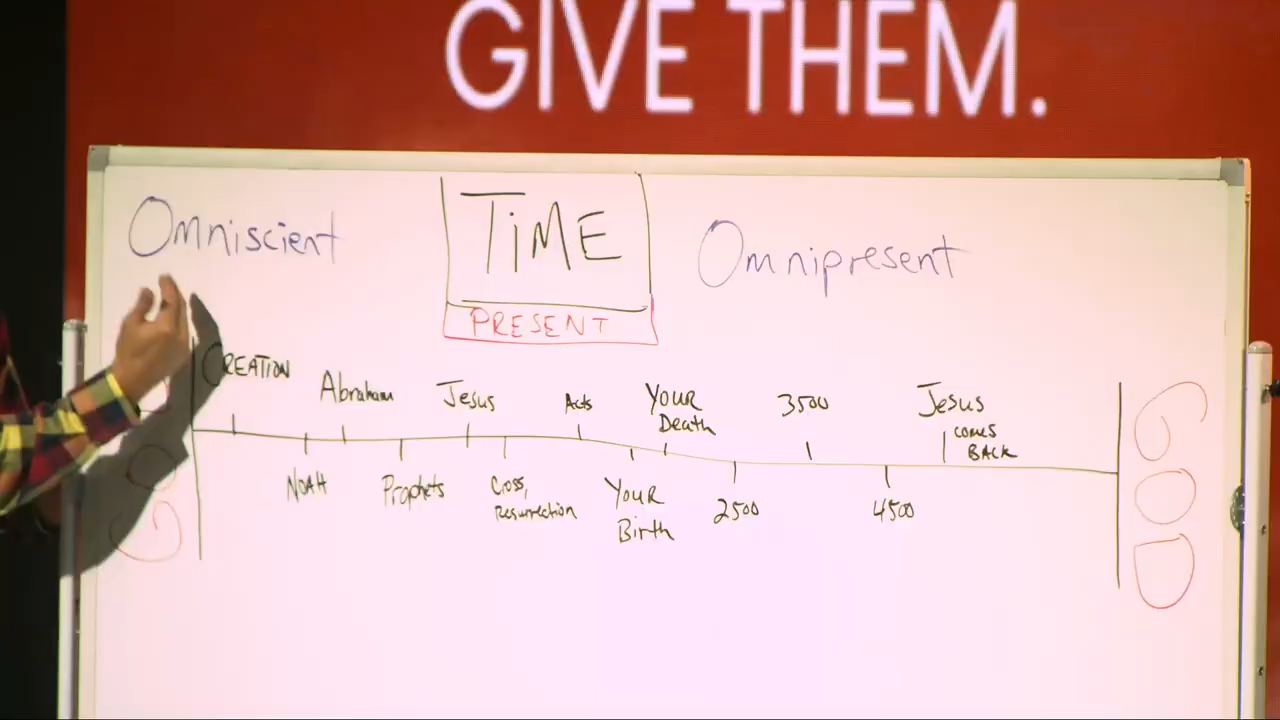 GIVE THEM.
Omniscient
TiME
Omnipresent
PRESENT
CREATION
Abraham
Jesus
Acts
YOUR
Death
3500
Jesus
COMES
BACK
NOAH
Prophets
Cross,
Resurrection
YOUR
Birth
2500
4500
GOD